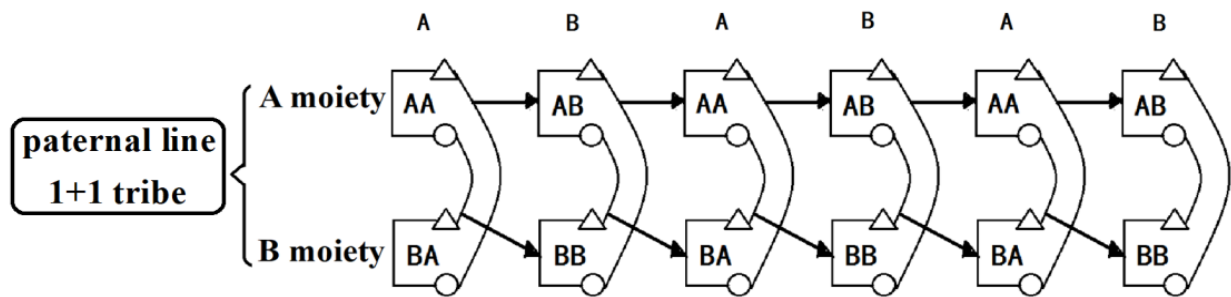 A B A B A B
A moiety AA AB AA AB AA AB
paternal line
1+1 tribe
B moiety BA BB BA BB BA BB